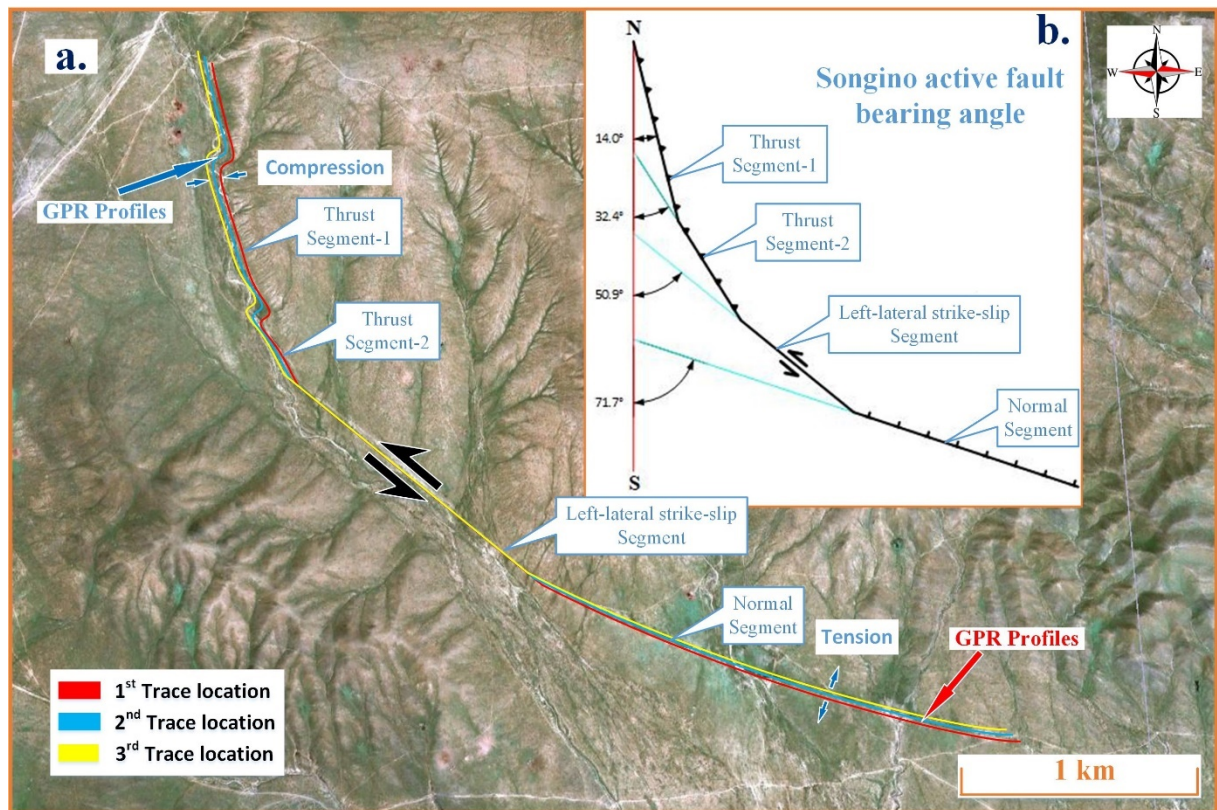 a.
Compression
GPR Profiles
Thrust
Segment-1
Thrust
Segment-2
Left-lateral strike-slip
Segment
Normal
Segment
Tension
GPR Profiles
1st Trace location
2nd Trace location
3rd Trace location
1 km
b.
Songino active fault
bearing angle
N
14.0°
32.4°
50.9°
71.7°
S
Thrust
Segment-1
Thrust
Segment-2
Left-lateral strike-slip
Segment
Normal
Segment
N
W E
S